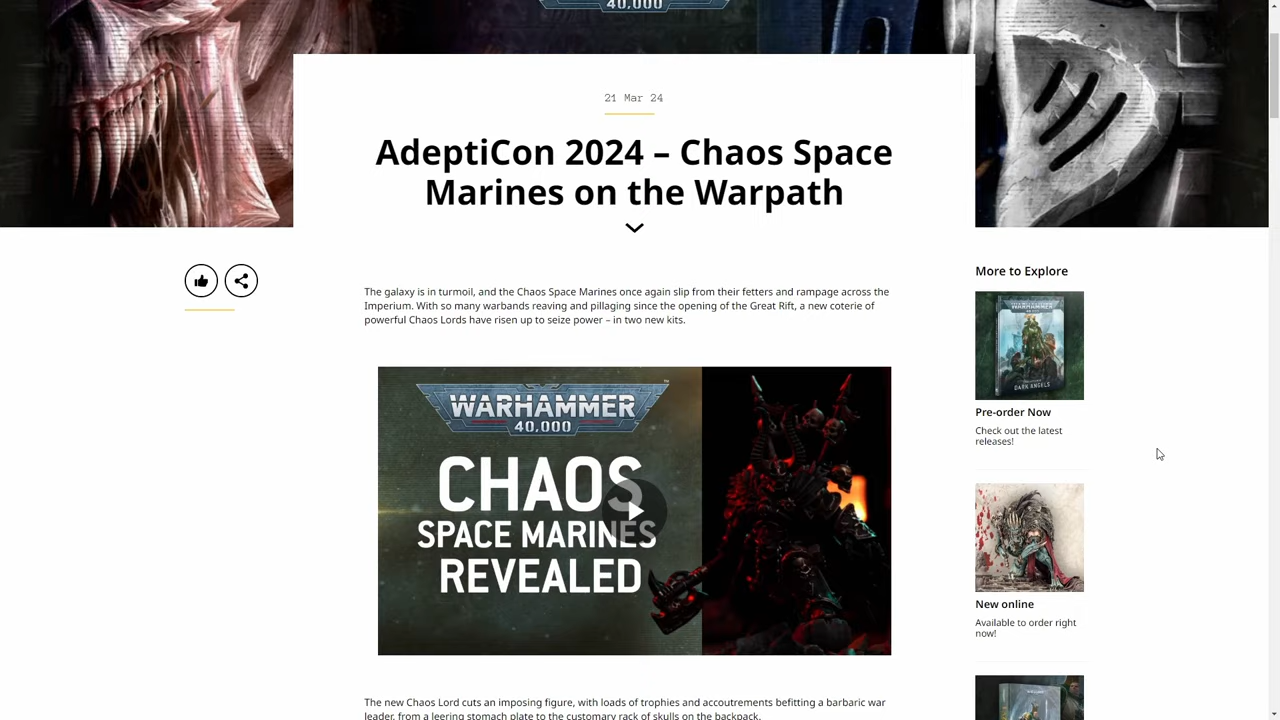 40,000
21 Mar 24
AdeptiCon 2024 – Chaos Space
Marines on the Warpath
The galaxy is in turmoil, and the Chaos Space Marines once again slip from their fetters and rampage across the
Imperium. With so many warbands reaving and pillaging since the opening of the Great Rift, a new coterie of
powerful Chaos Lords have risen up to seize power – in two new kits.
WARHAMMER
40,000
CHAOS
SPACE MARINES
REVEALED
The new Chaos Lord cuts an imposing figure, with loads of trophies and accoutrements befitting a barbaric war
leader, from a leering stomach plate to the customary rack of skulls on the backpack.
More to Explore
WARHAMMER
40,000
DARK ANGELS
Pre-order Now
Check out the latest
releases!
New online
Available to order right
now!